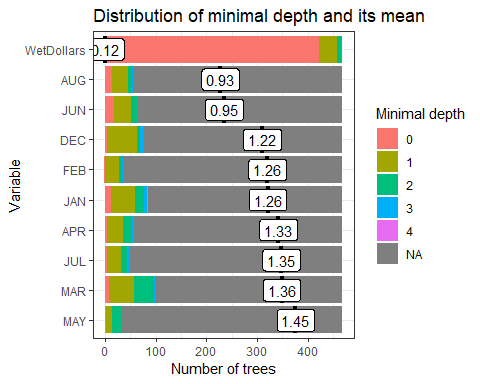 Distribution of minimal depth and its mean
WetDollars 0.12
AUG 0.93
JUN 0.95
DEC 1.22
FEB 1.26
JAN 1.26
APR 1.33
JUL 1.35
MAR 1.36
MAY 1.45
Variable
0 100 200 300 400
Number of trees
Minimal depth
0
1
2
3
4
NA